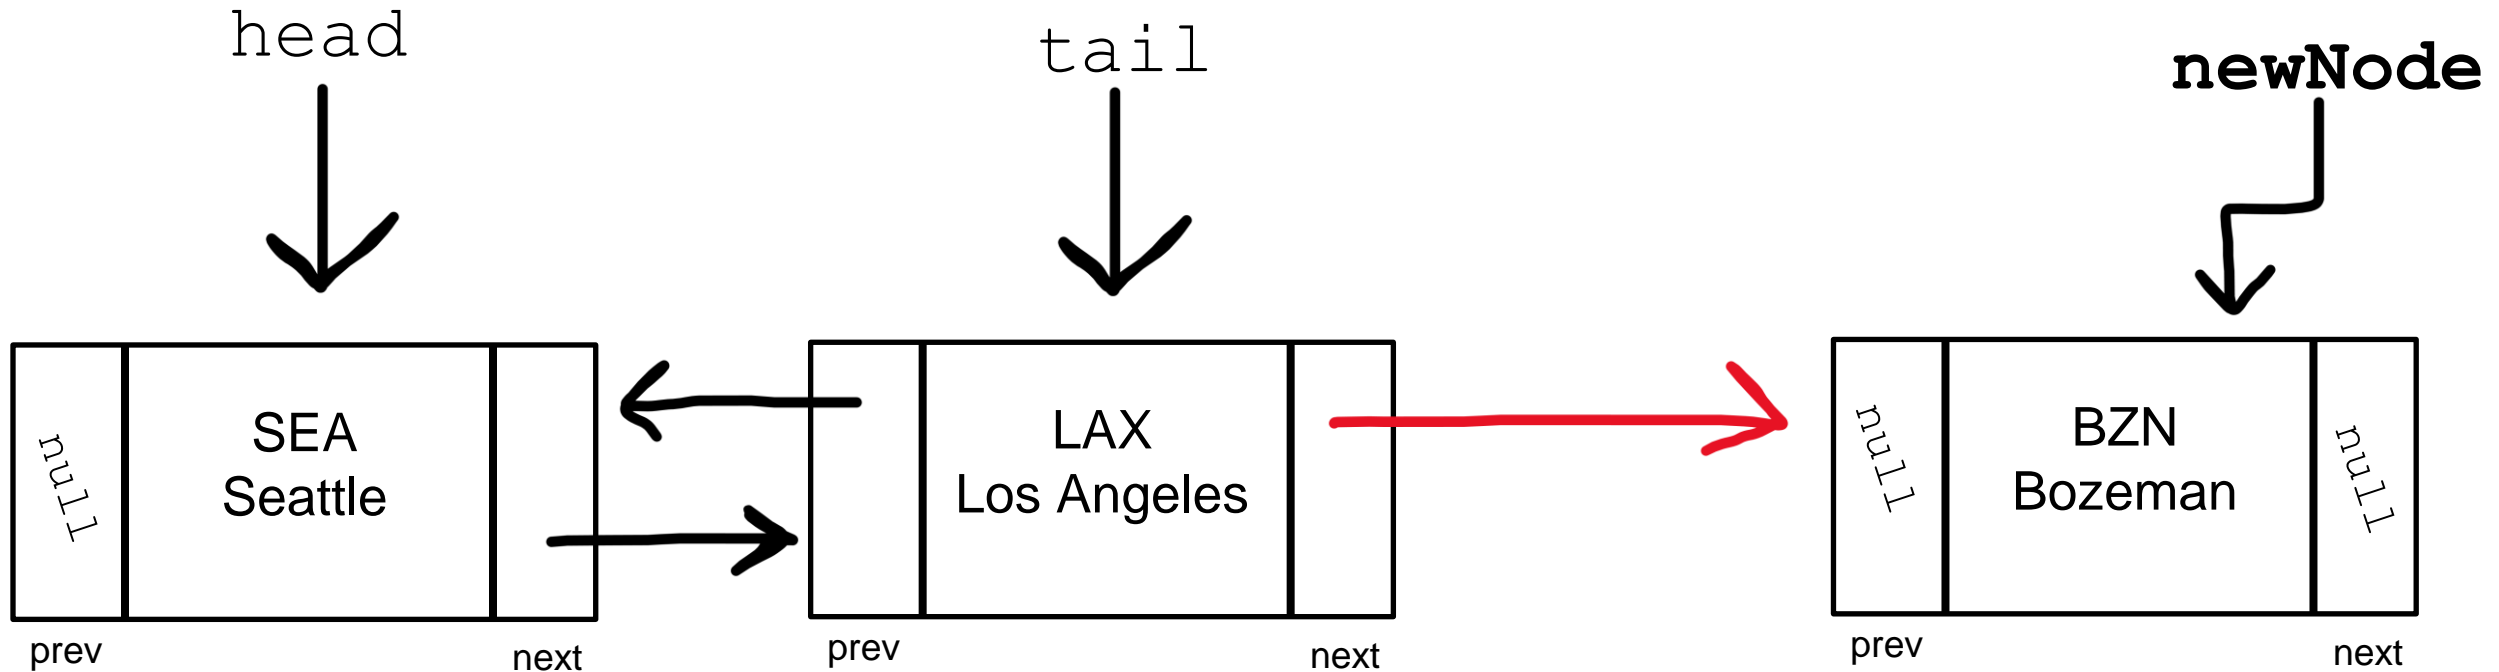 head
tail
newNode
null
SEA
Seattle
LAX
Los Angeles
null
BZN
Bozeman
null
prev
next
prev
next
prev
next